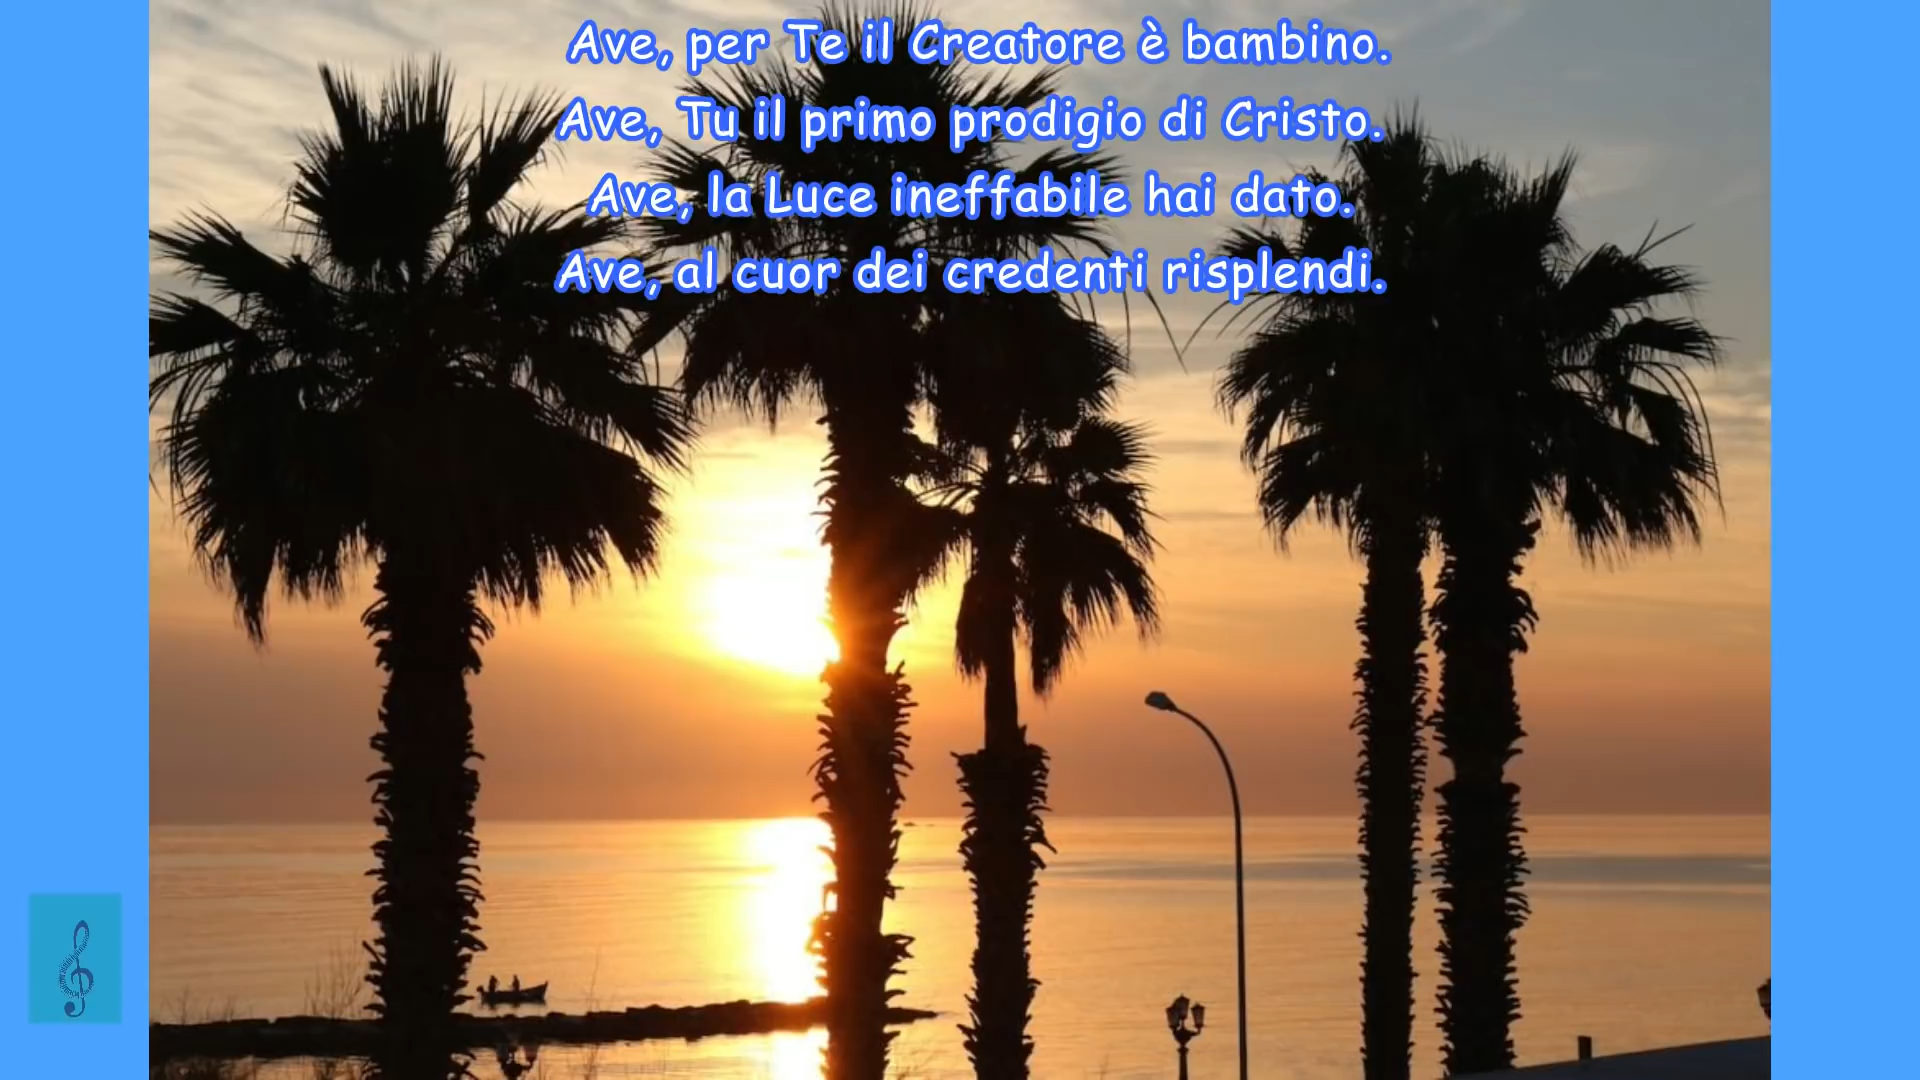 Ave, per Te il Creatore è bambino.
Ave, Tu il primo prodigio di Cristo.
Ave, la Luce ineffabile hai dato.
Ave, al cuor dei credenti risplendi.